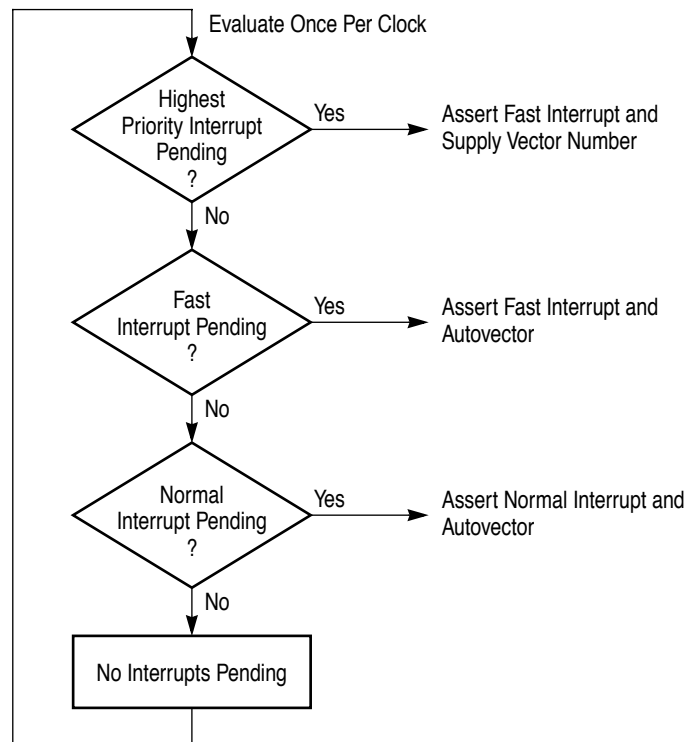 Evaluate Once Per Clock
Highest
Priority Interrupt
Pending
?
Yes
Assert Fast Interrupt and
Supply Vector Number
No
Fast
Interrupt Pending
?
Yes
Assert Fast Interrupt and
Autovector
No
Normal
Interrupt Pending
?
Yes
Assert Normal Interrupt and
Autovector
No
No Interrupts Pending